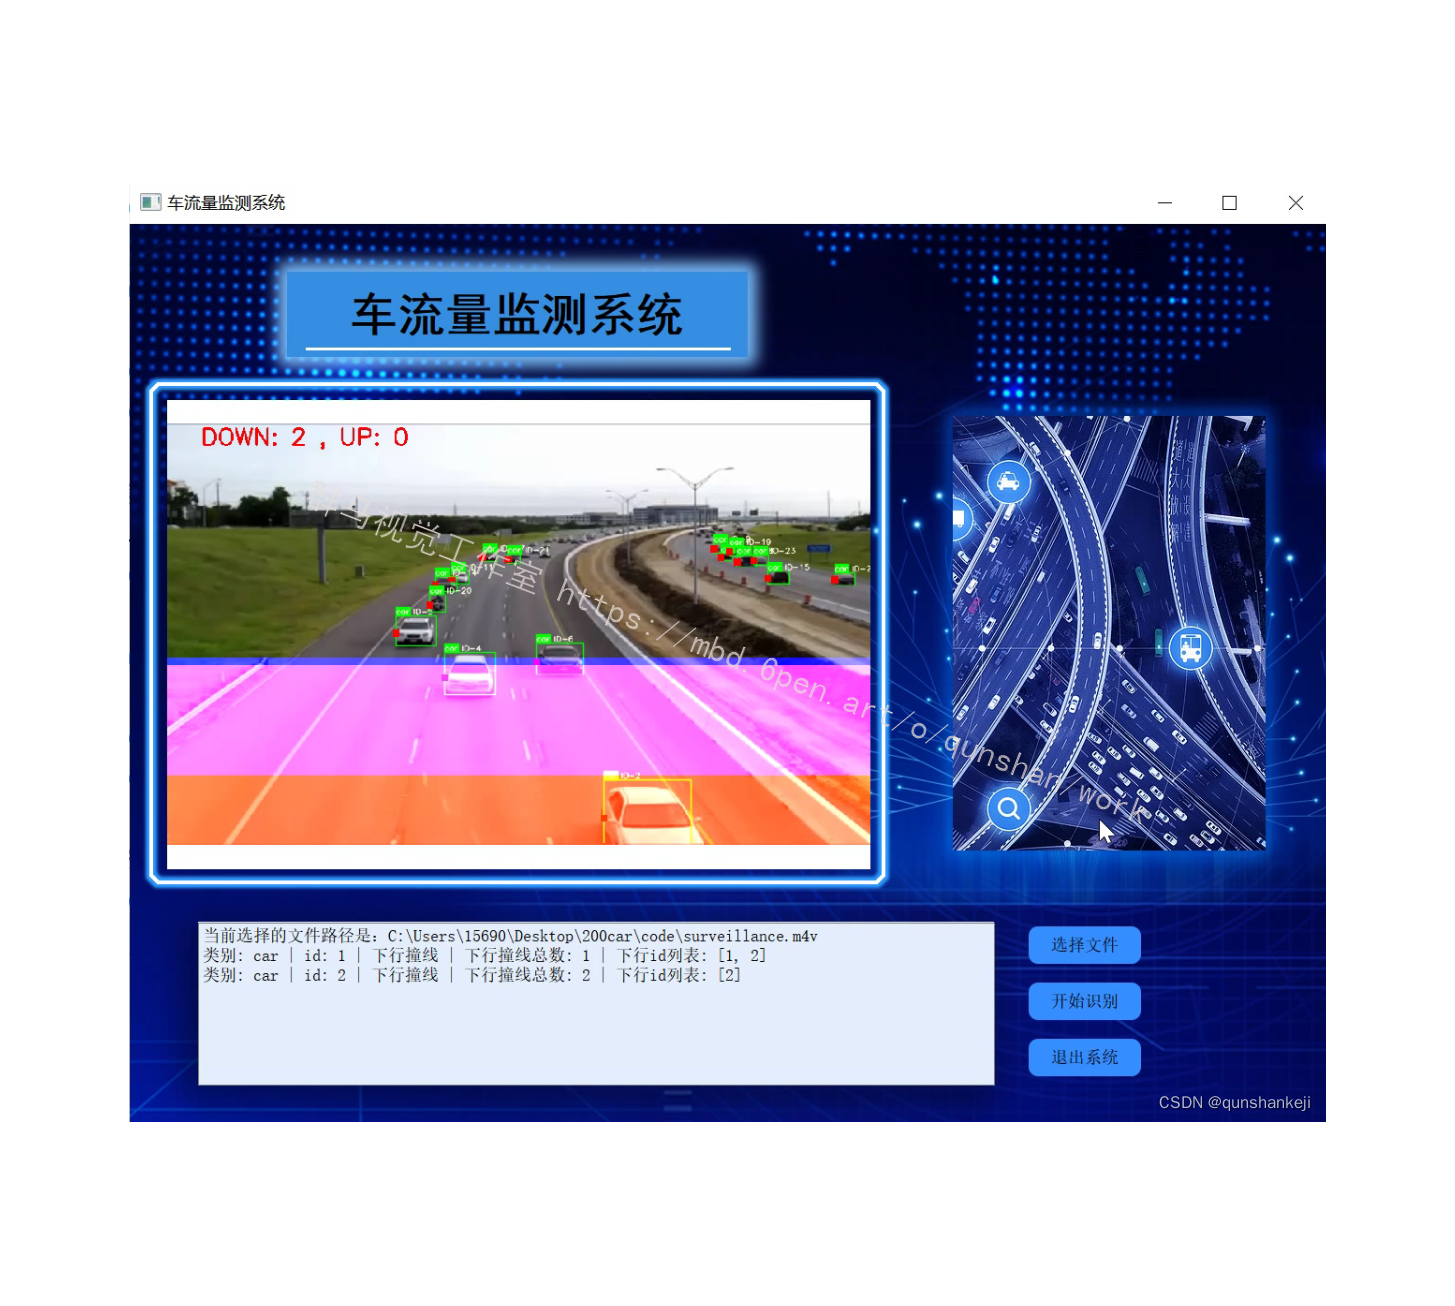 车流量监测系统
车流量监测系统
DOWN: 2 , UP: 0
car ID-21
car ID-19
car ID-23
car ID-15
car
car ID-11
car ID-20
car
car ID-4
car ID-6
ID-2
视觉工作室 https://mbd.6pen.art/o/qunshan/work
当前选择的文件路径是: C:\Users\15690\Desktop\200car\code\surveillance.m4v
类别: car | id: 1 | 下行撞线 | 下行撞线总数: 1 | 下行id列表: [1, 2]
类别: car | id: 2 | 下行撞线 | 下行撞线总数: 2 | 下行id列表: [2]
选择文件
开始识别
退出系统
CSDN @qunshankeji